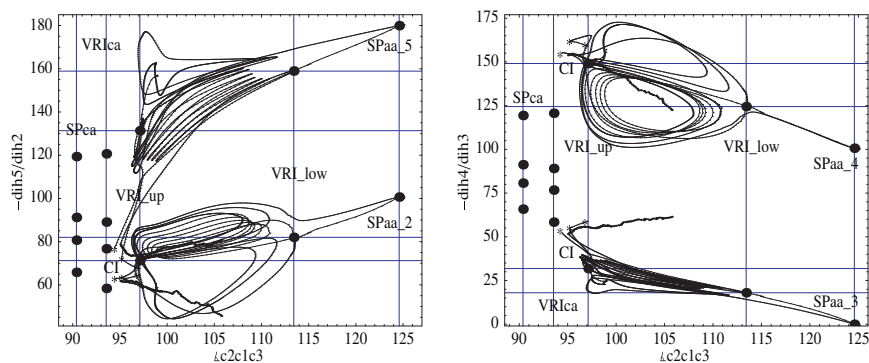 180
160
140
120
100
80
60
-dih5/dih2
VRIca
SPaa_5
SPca
VRI_up
VRI_low
SPaa_2
CI
90 95 100 105 110 115 120 125
∠c2c1c3
175
150
125
100
75
50
25
0
-dih4/dih3
CI
SPca
VRI_up
VRI_low
SPaa_4
CI
VRIca
SPaa_3
90 95 100 105 110 115 120 125
∠c2c1c3